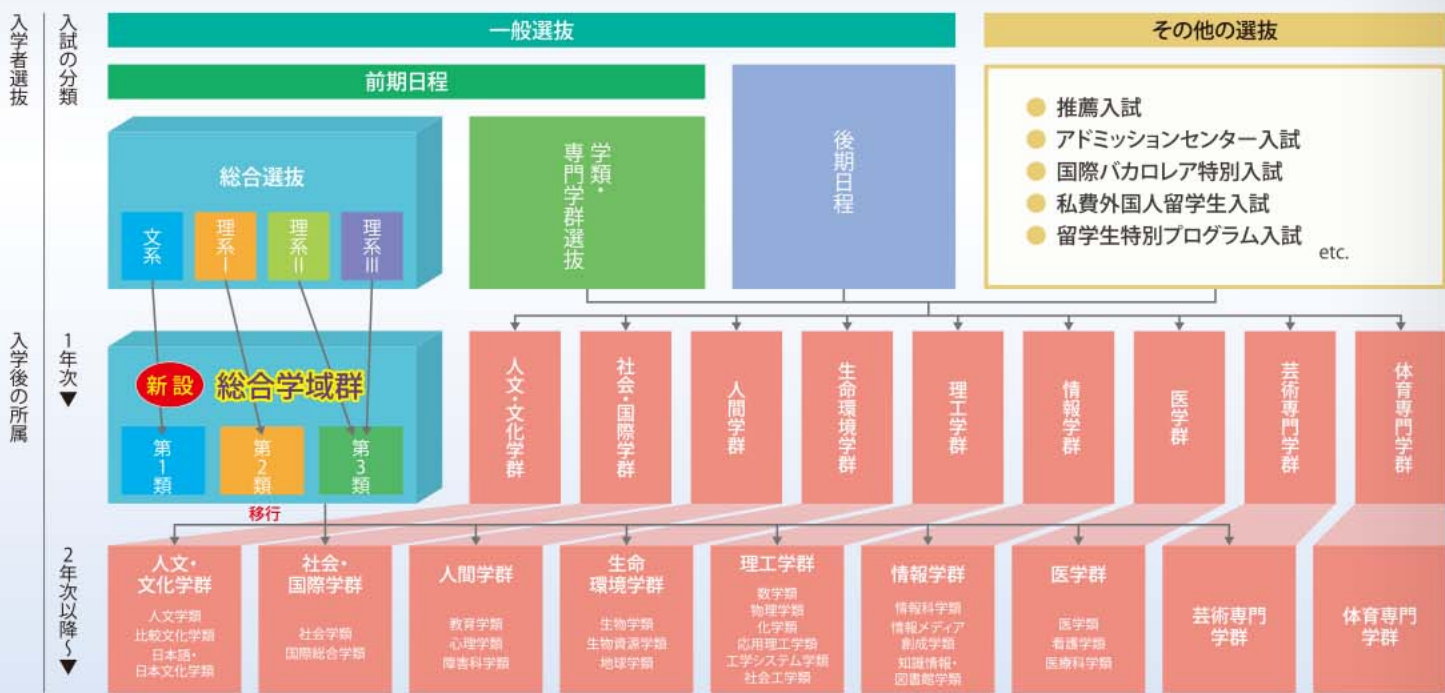 入学者選抜
入試の分類
一般選抜
その他の選抜
前期日程
総合選抜
文系
理系Ⅰ
理系Ⅱ
理系Ⅲ
学類・
専門学群選抜
後期日程
● 推薦入試
● アドミッションセンター入試
● 国際バカロレア特別入試
● 私費外国人留学生入試
● 留学生特別プログラム入試
etc.
入学後の所属
1年次▼
新設 総合学域群
第1類
第2類
第3類
人文・文化学群
社会・国際学群
人間学群
生命環境学群
理工学群
情報学群
医学群
芸術専門学群
体育専門学群
移行
2年次以降～▼
人文・
文化学群
人文学類
比較文化学類
日本語・
日本文化学類
社会・
国際学群
社会学類
国際総合学類
人間学群
教育学類
心理学類
障害科学類
生命
環境学群
生物学類
生物資源学類
地球学類
理工学群
数学類
物理学類
化学類
応用理工学類
工学システム学類
社会工学類
情報学群
情報科学類
情報メディア
創成学類
知識情報・
図書館学類
医学群
医学類
看護学類
医療科学類
芸術専門
学群
体育専門
学群